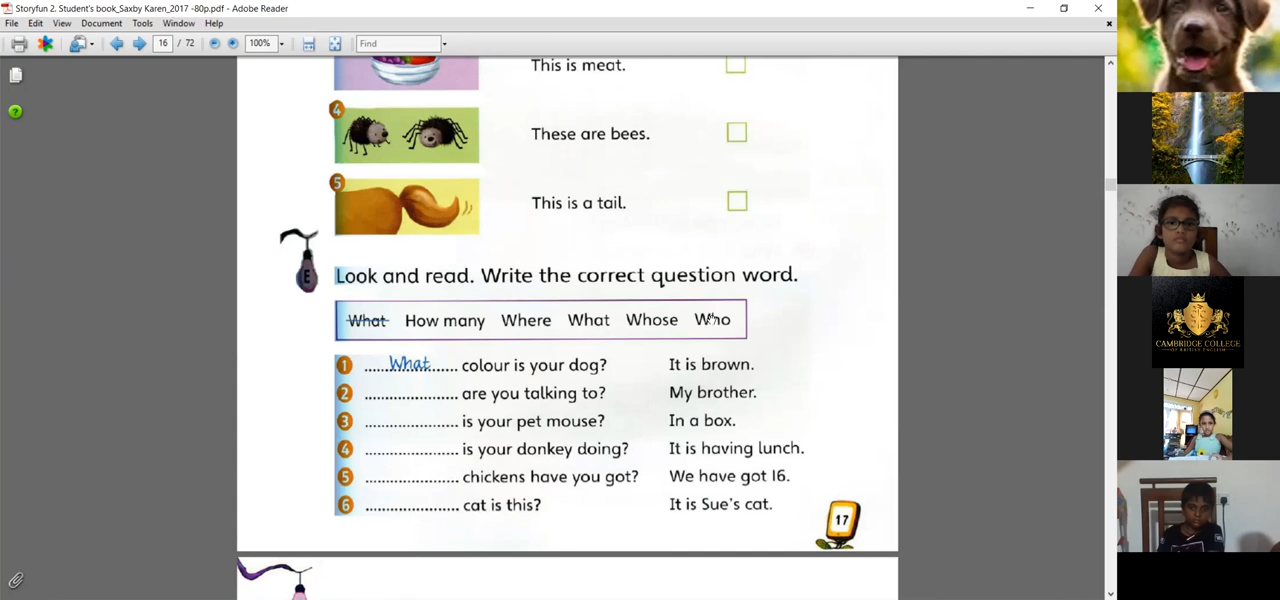 Storyfun 2. Student's book_Saxby Karen_2017 -80p.pdf - Adobe Reader
File Edit View Document Tools Window Help
16 / 72 100% Find
This is meat.
4 These are bees.
5 This is a tail.
E Look and read. Write the correct question word.
What How many Where What Whose Who
1 ......What...... colour is your dog? It is brown.
2 ...................... are you talking to? My brother.
3 ...................... is your pet mouse? In a box.
4 ...................... is your donkey doing? It is having lunch.
5 ...................... chickens have you got? We have got 16.
6 ...................... cat is this? It is Sue's cat.
17
CAMBRIDGE COLLEGE
OF BRITISH ENGLISH